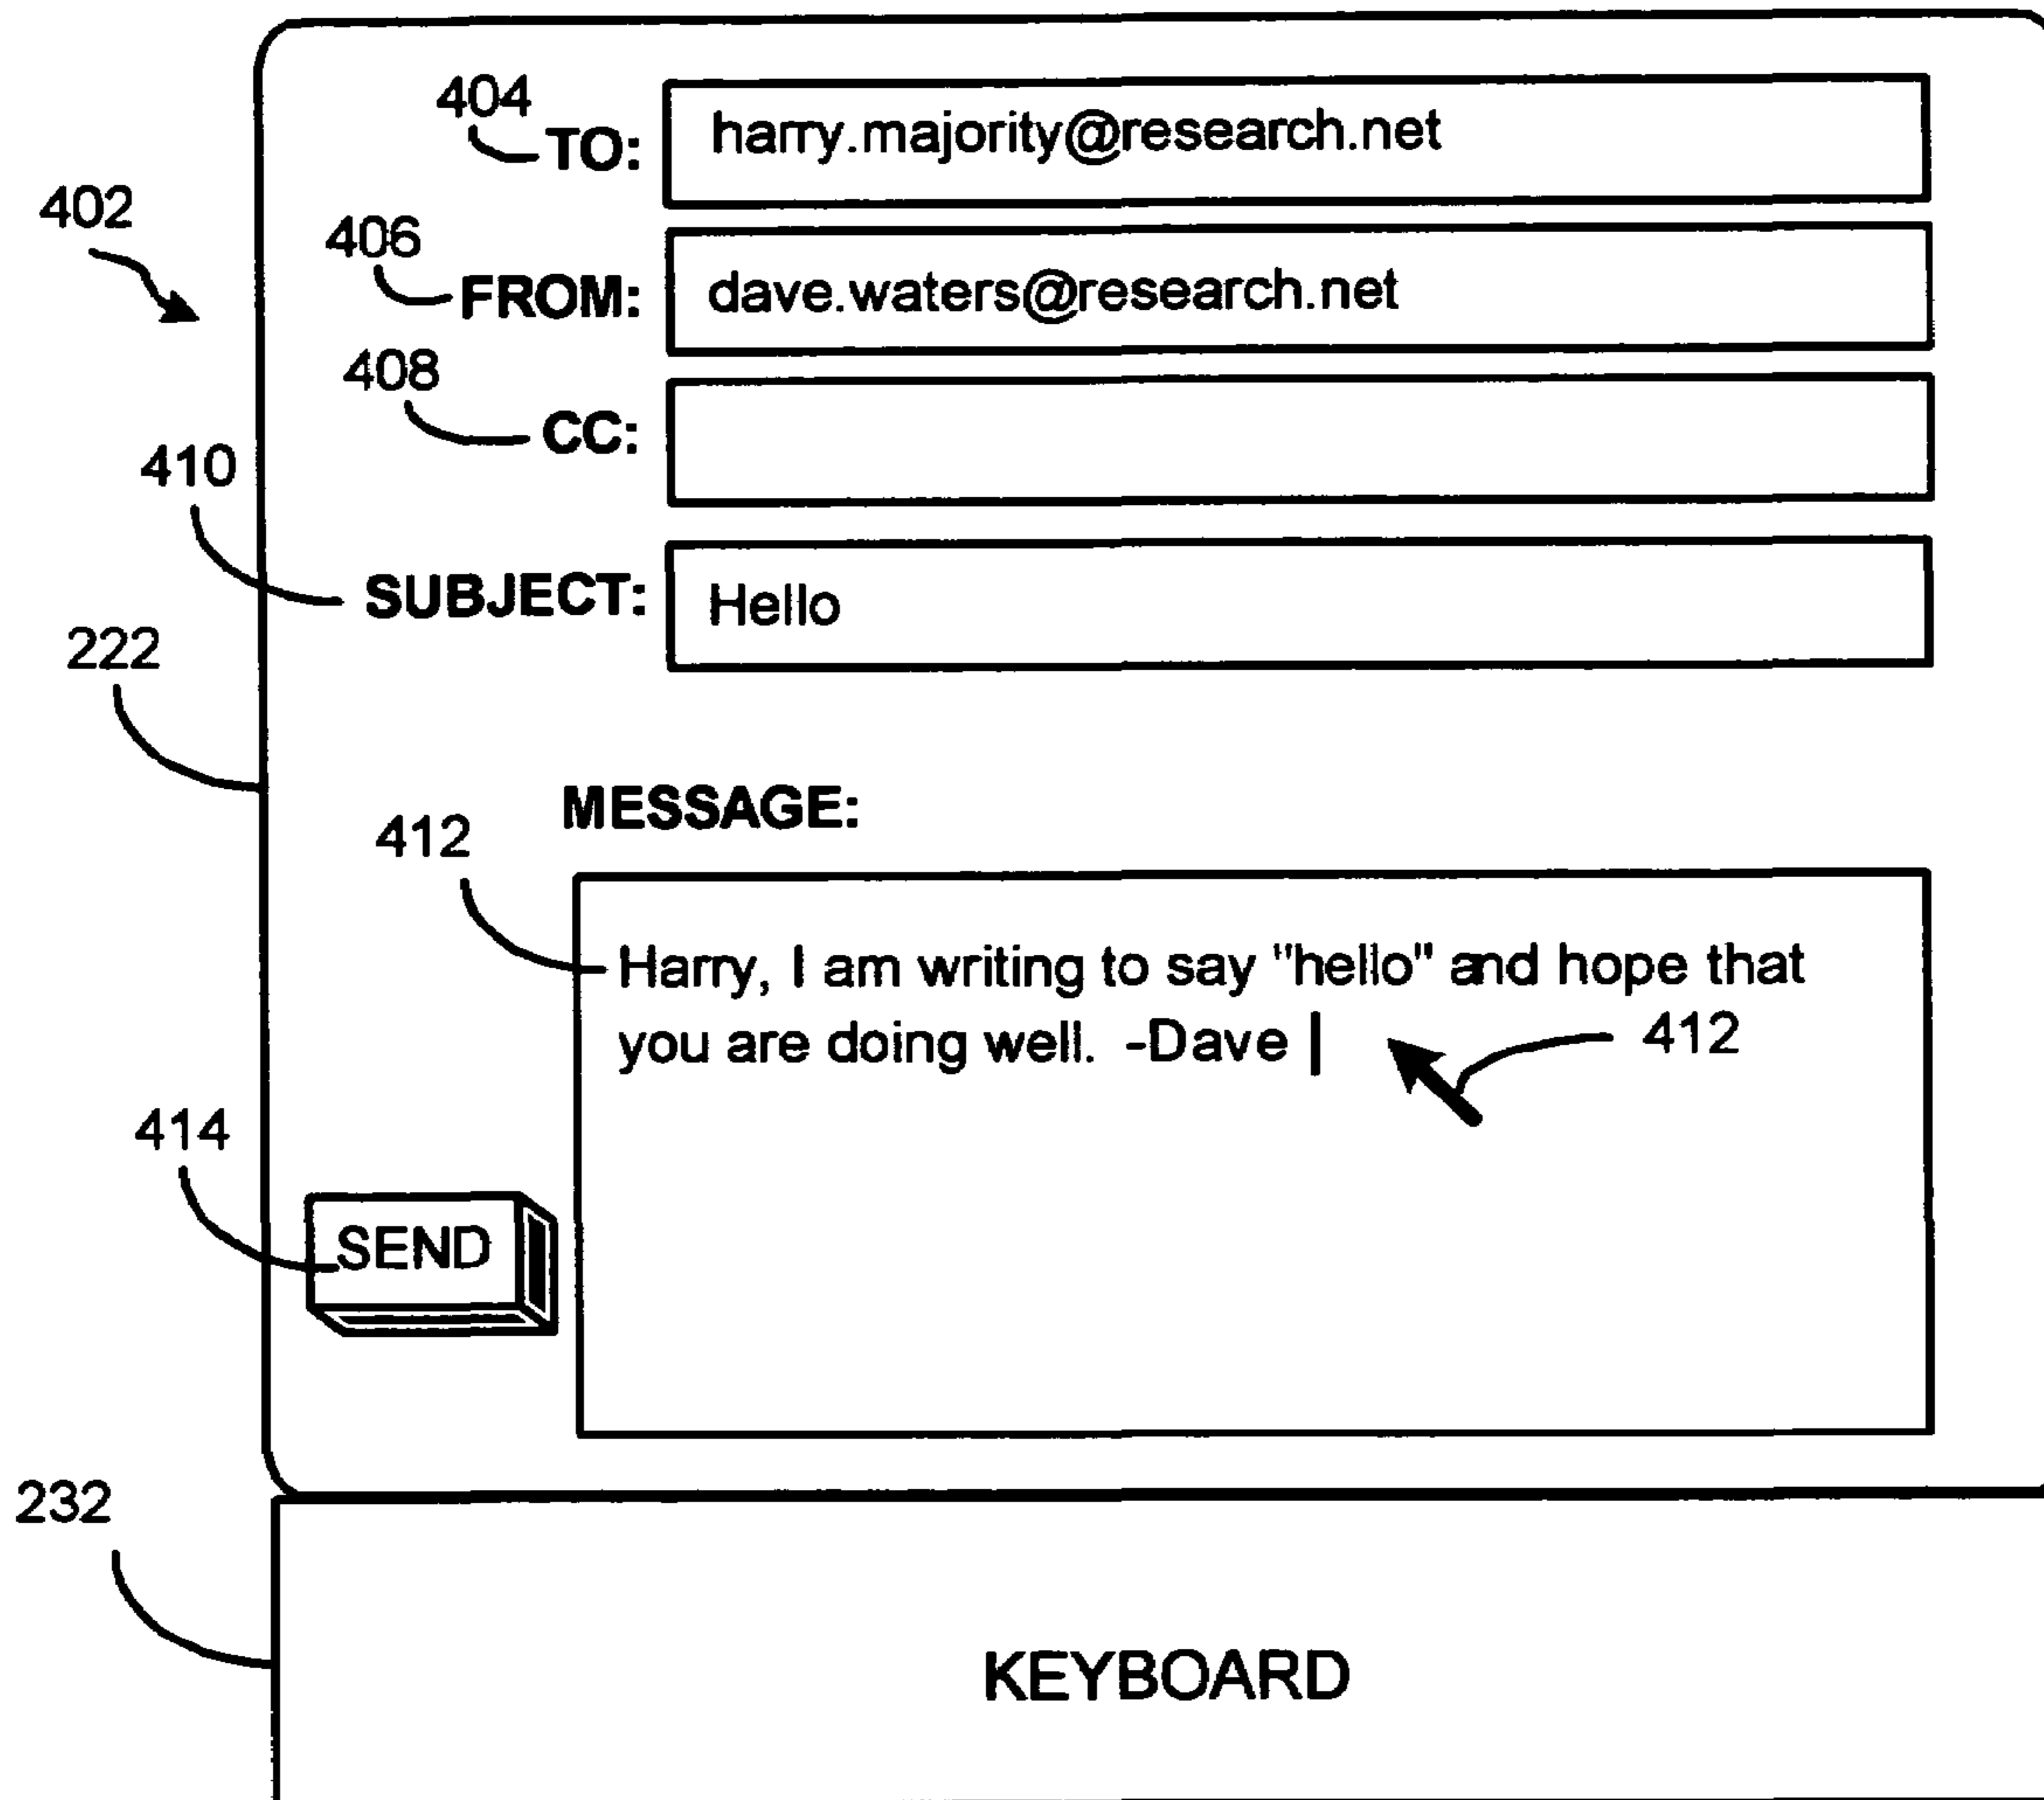 404
TO: harry.majority@research.net
402
406
FROM: dave.waters@research.net
408
CC:
410
SUBJECT: Hello
222
MESSAGE:
412
Harry, I am writing to say "hello" and hope that
you are doing well. -Dave |
412
414
SEND
232
KEYBOARD